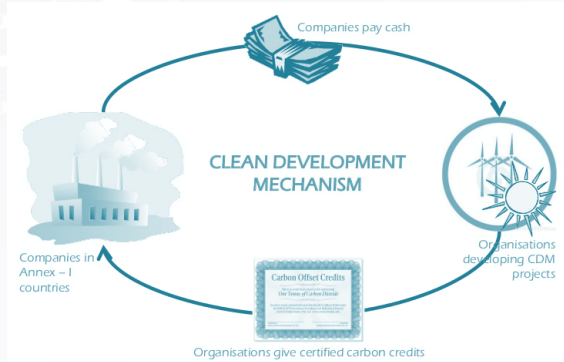 Companies pay cash
CLEAN DEVELOPMENT
MECHANISM
Companies in
Annex – I
countries
Organisations
developing CDM
projects
Carbon Offset Credits
One Tonne of Carbon Dioxide
Organisations give certified carbon credits